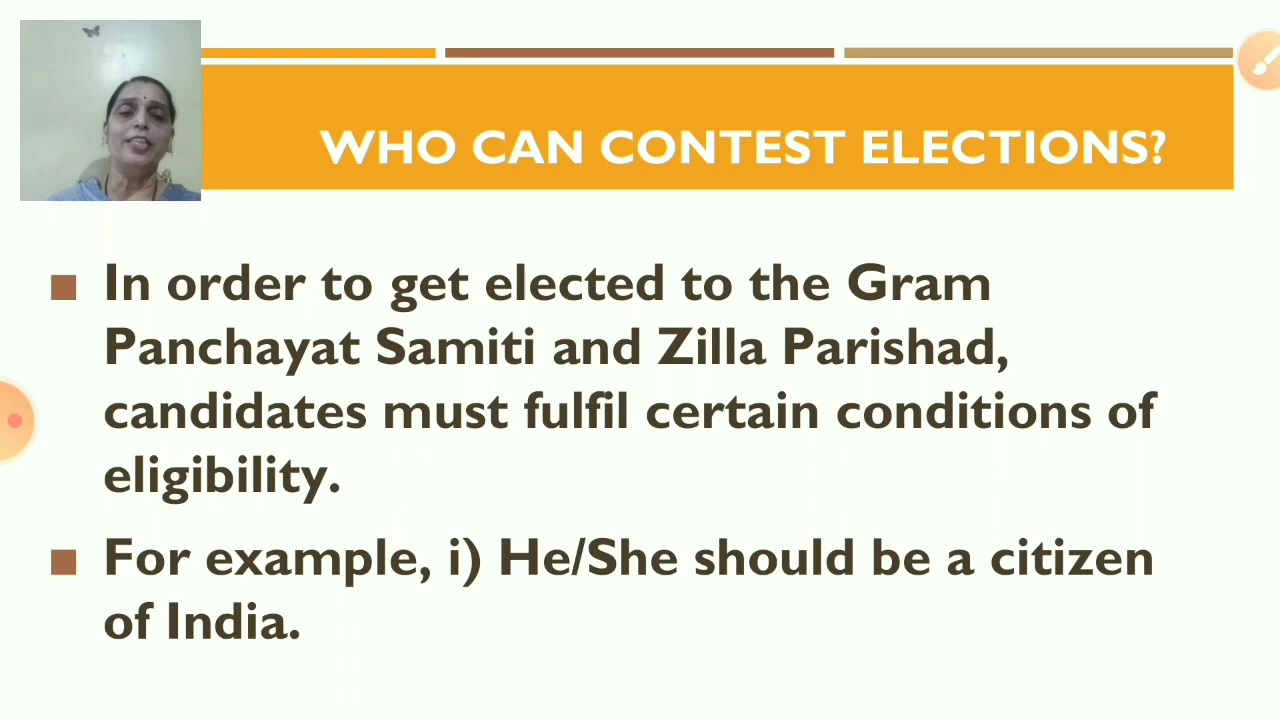 WHO CAN CONTEST ELECTIONS?
In order to get elected to the Gram
Panchayat Samiti and Zilla Parishad,
candidates must fulfil certain conditions of
eligibility.
For example, i) He/She should be a citizen
of India.